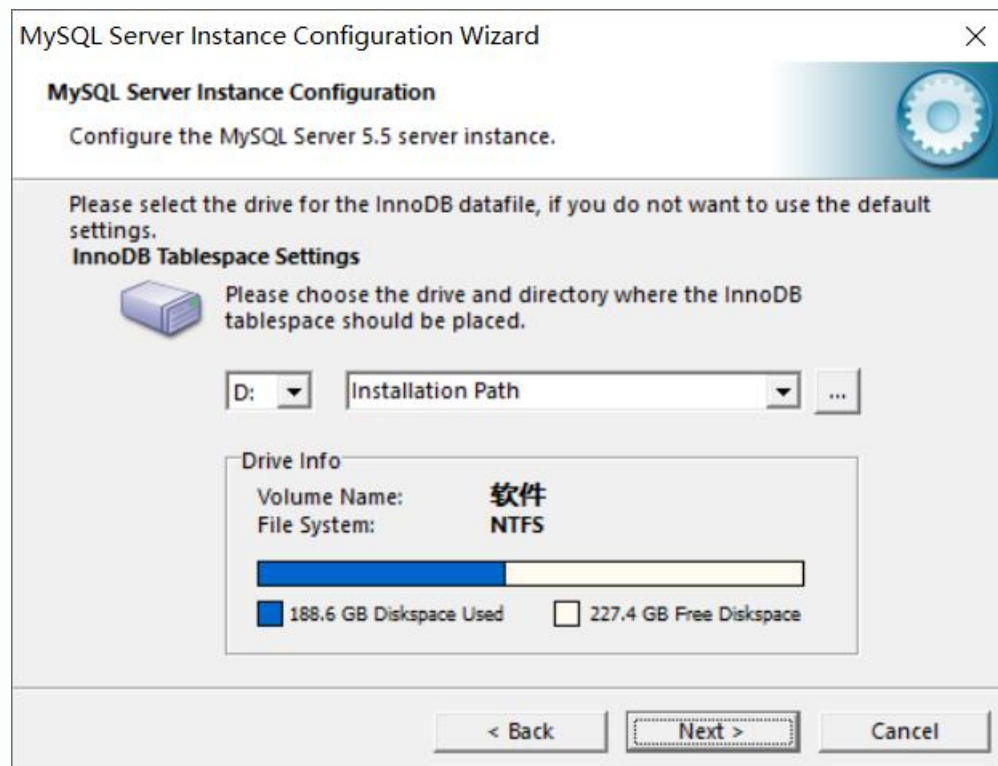 MySQL Server Instance Configuration Wizard
MySQL Server Instance Configuration
Configure the MySQL Server 5.5 server instance.
Please select the drive for the InnoDB datafile, if you do not want to use the default
settings.
InnoDB Tablespace Settings
Please choose the drive and directory where the InnoDB
tablespace should be placed.
D: Installation Path ...
Drive Info
Volume Name: 软件
File System: NTFS
188.6 GB Diskspace Used 227.4 GB Free Diskspace
< Back Next > Cancel